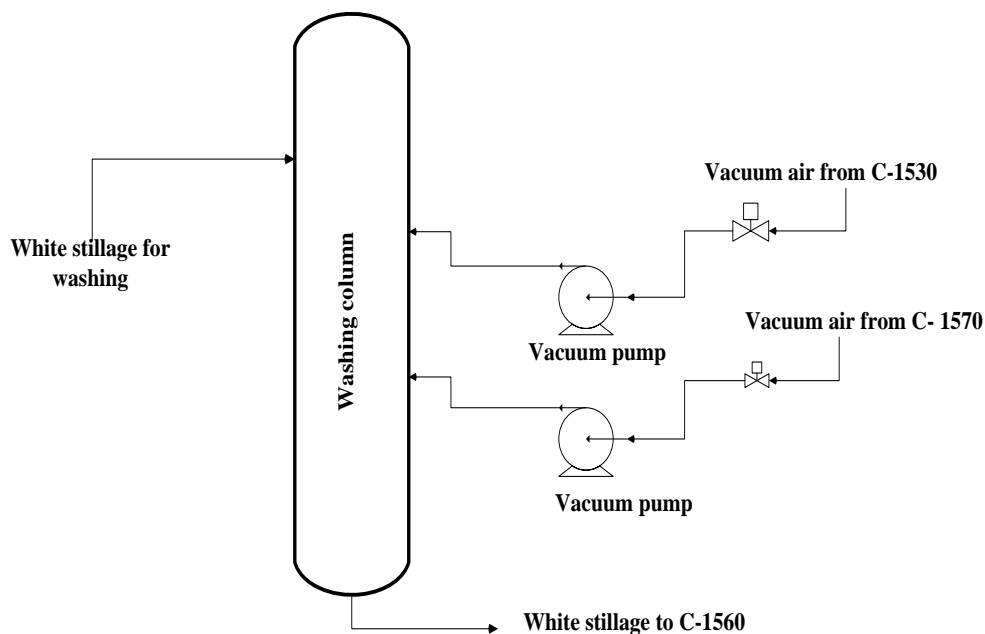 Vacuum air from C-1530
White stillage for
washing
Washing column
Vacuum air from C- 1570
Vacuum pump
Vacuum pump
White stillage to C-1560